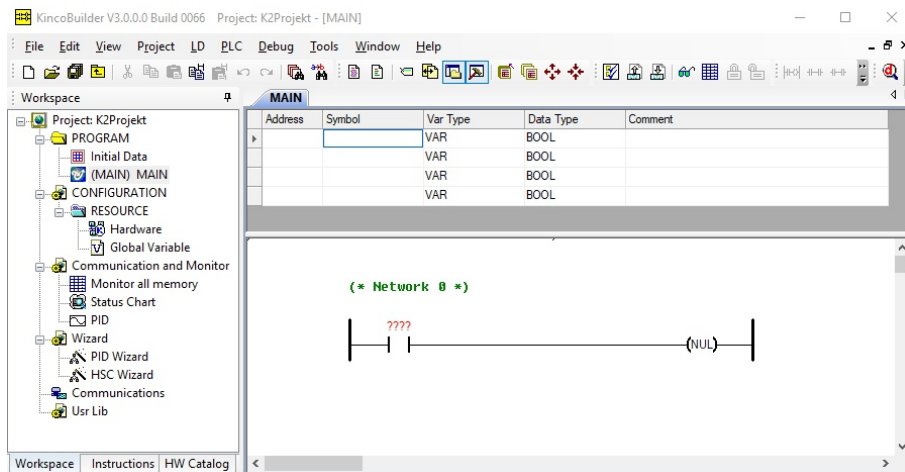 KincoBuilder V3.0.0.0 Build 0066 Project: K2Projekt - [MAIN]
File Edit View Project LD PLC Debug Tools Window Help
Workspace
Project: K2Projekt
PROGRAM
Initial Data
(MAIN) MAIN
CONFIGURATION
RESOURCE
Hardware
Global Variable
Communication and Monitor
Monitor all memory
Status Chart
PID
Wizard
PID Wizard
HSC Wizard
Communications
Usr Lib
Workspace Instructions HW Catalog
MAIN
Address Symbol Var Type Data Type Comment
VAR BOOL
VAR BOOL
VAR BOOL
VAR BOOL
(* Network 0 *)
????
(NUL)